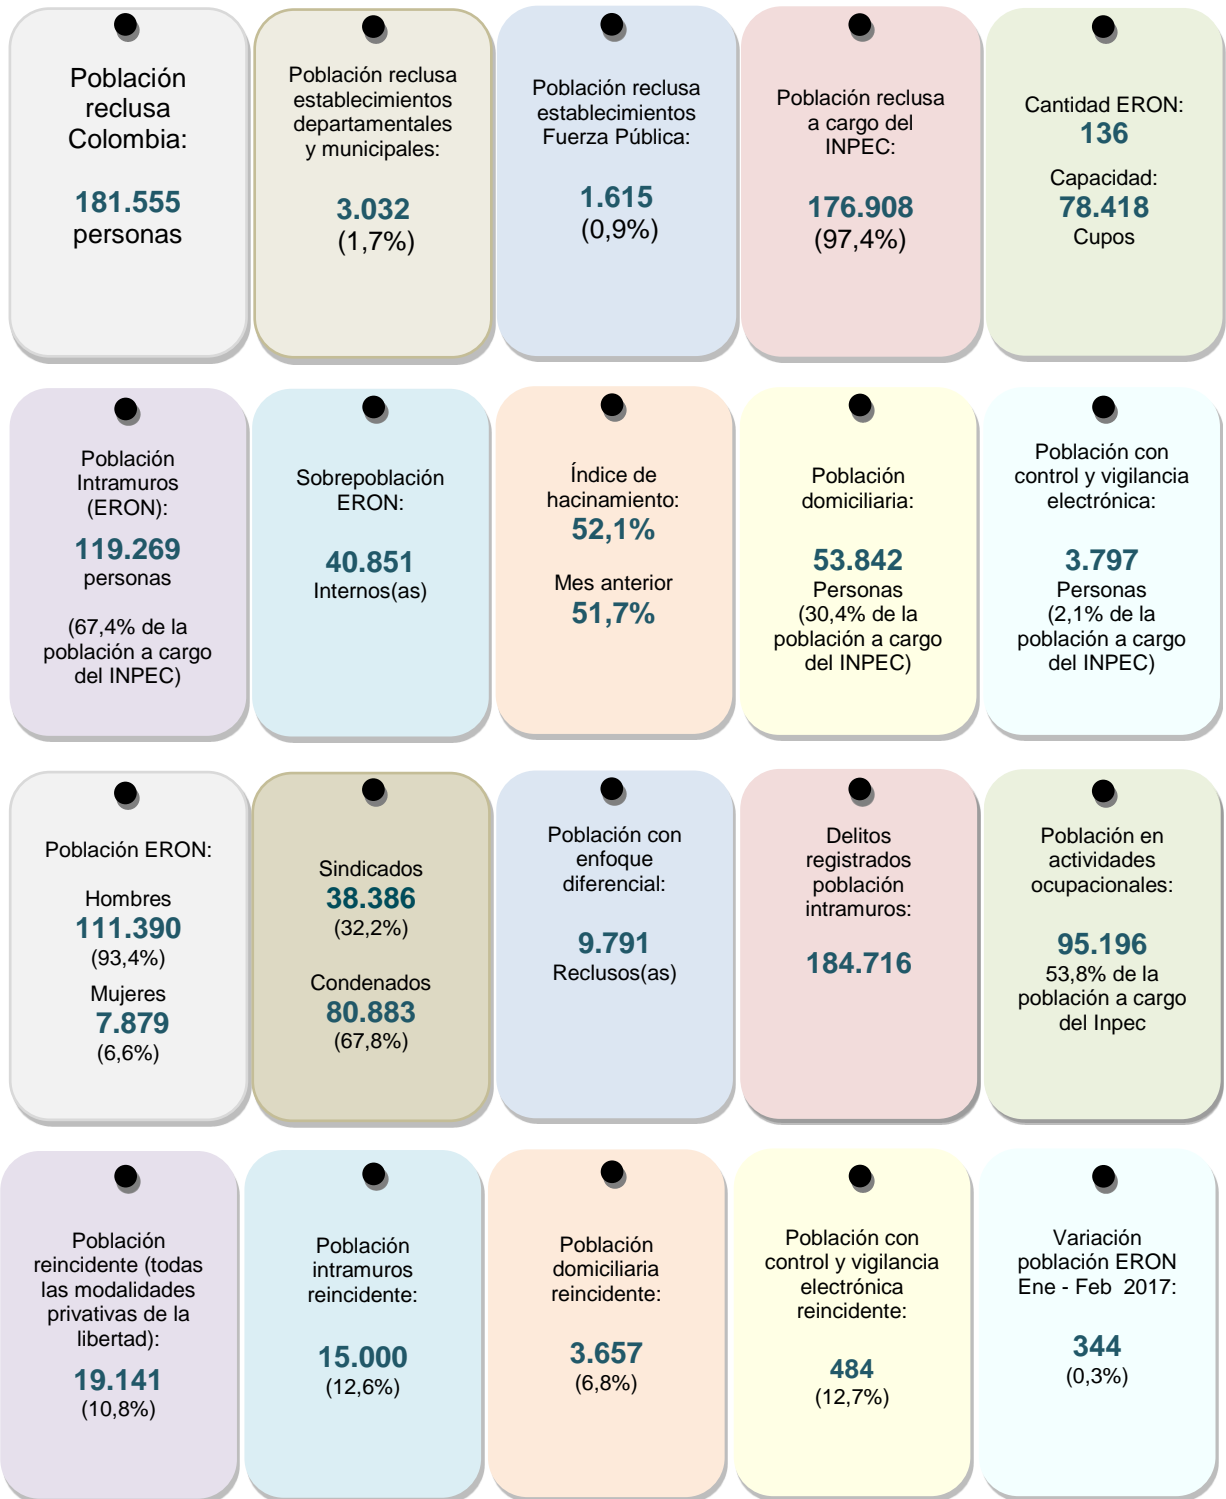 Población
reclusa
Colombia:
181.555
personas
Población reclusa
establecimientos
departamentales
y municipales:
3.032
(1,7%)
Población reclusa
establecimientos
Fuerza Pública:
1.615
(0,9%)
Población reclusa
a cargo del
INPEC:
176.908
(97,4%)
Cantidad ERON:
136
Capacidad:
78.418
Cupos
Población
Intramuros
(ERON):
119.269
personas
(67,4% de la
población a cargo
del INPEC)
Sobrepoblación
ERON:
40.851
Internos(as)
Índice de
hacinamiento:
52,1%
Mes anterior
51,7%
Población
domiciliaria:
53.842
Personas
(30,4% de la
población a cargo
del INPEC)
Población con
control y vigilancia
electrónica:
3.797
Personas
(2,1% de la
población a cargo
del INPEC)
Población ERON:
Hombres
111.390
(93,4%)
Mujeres
7.879
(6,6%)
Sindicados
38.386
(32,2%)
Condenados
80.883
(67,8%)
Población con
enfoque
diferencial:
9.791
Reclusos(as)
Delitos
registrados
población
intramuros:
184.716
Población en
actividades
ocupacionales:
95.196
53,8% de la
población a cargo
del Inpec
Población
reincidente (todas
las modalidades
privativas de la
libertad):
19.141
(10,8%)
Población
intramuros
reincidente:
15.000
(12,6%)
Población
domiciliaria
reincidente:
3.657
(6,8%)
Población con
control y vigilancia
electrónica
reincidente:
484
(12,7%)
Variación
población ERON
Ene - Feb 2017:
344
(0,3%)